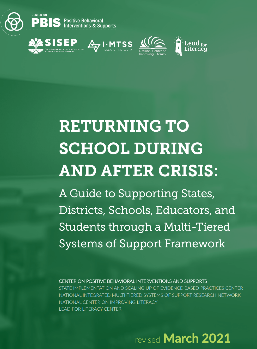 PBIS Positive Behavioral
Interventions & Supports
SISEP
I-MTSS
Lead for
Literacy
RETURNING TO
SCHOOL DURING
AND AFTER CRISIS:
A Guide to Supporting States,
Districts, Schools, Educators, and
Students through a Multi-Tiered
Systems of Support Framework
CENTER ON POSITIVE BEHAVIORAL INTERVENTIONS AND SUPPORTS
STATE IMPLEMENTATION AND SCALING UP OF EVIDENCE-BASED PRACTICES CENTER
NATIONAL INTEGRATED MULTI-TIERED SYSTEMS OF SUPPORT RESEARCH NETWORK
NATIONAL CENTER ON IMPROVING LITERACY
LEAD FOR LITERACY CENTER
revised March 2021